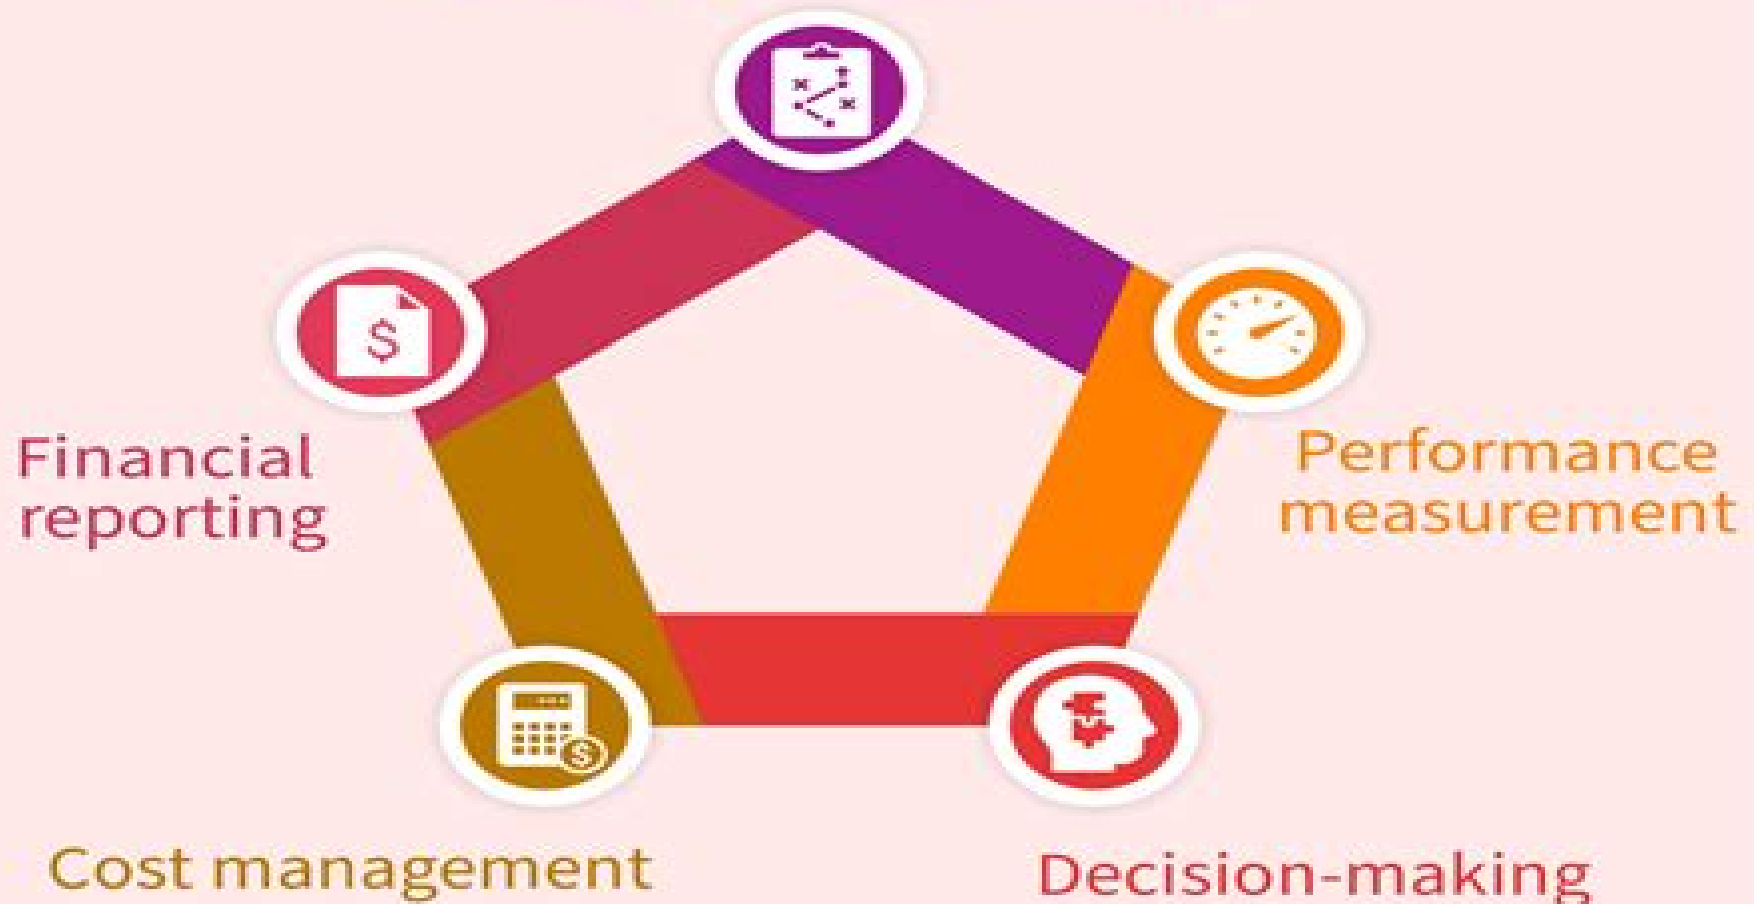 $
Financial
reporting
Performance
measurement
$
Cost management
Decision-making